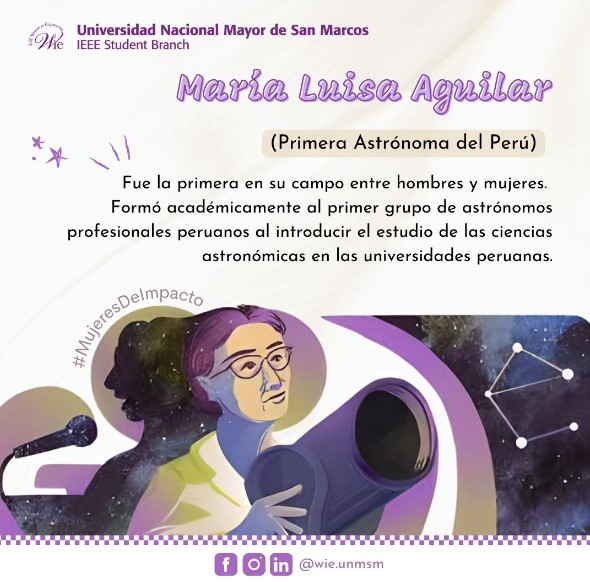 Wie
Universidad Nacional Mayor de San Marcos
IEEE Student Branch
María Luisa Aguilar
(Primera Astrónoma del Perú)
Fue la primera en su campo entre hombres y mujeres.
Formó académicamente al primer grupo de astrónomos
profesionales peruanos al introducir el estudio de las ciencias
astronómicas en las universidades peruanas.
#MujeresDeImpacto
@wie.unmsm